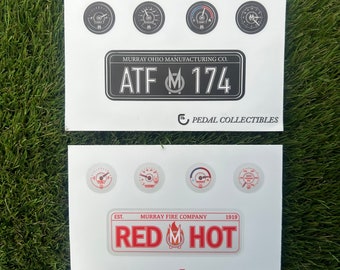 MURRAY OHIO MANUFACTURING CO.
ATF 174
PEDAL COLLECTIBLES
EST. MURRAY FIRE COMPANY 1919
RED HOT